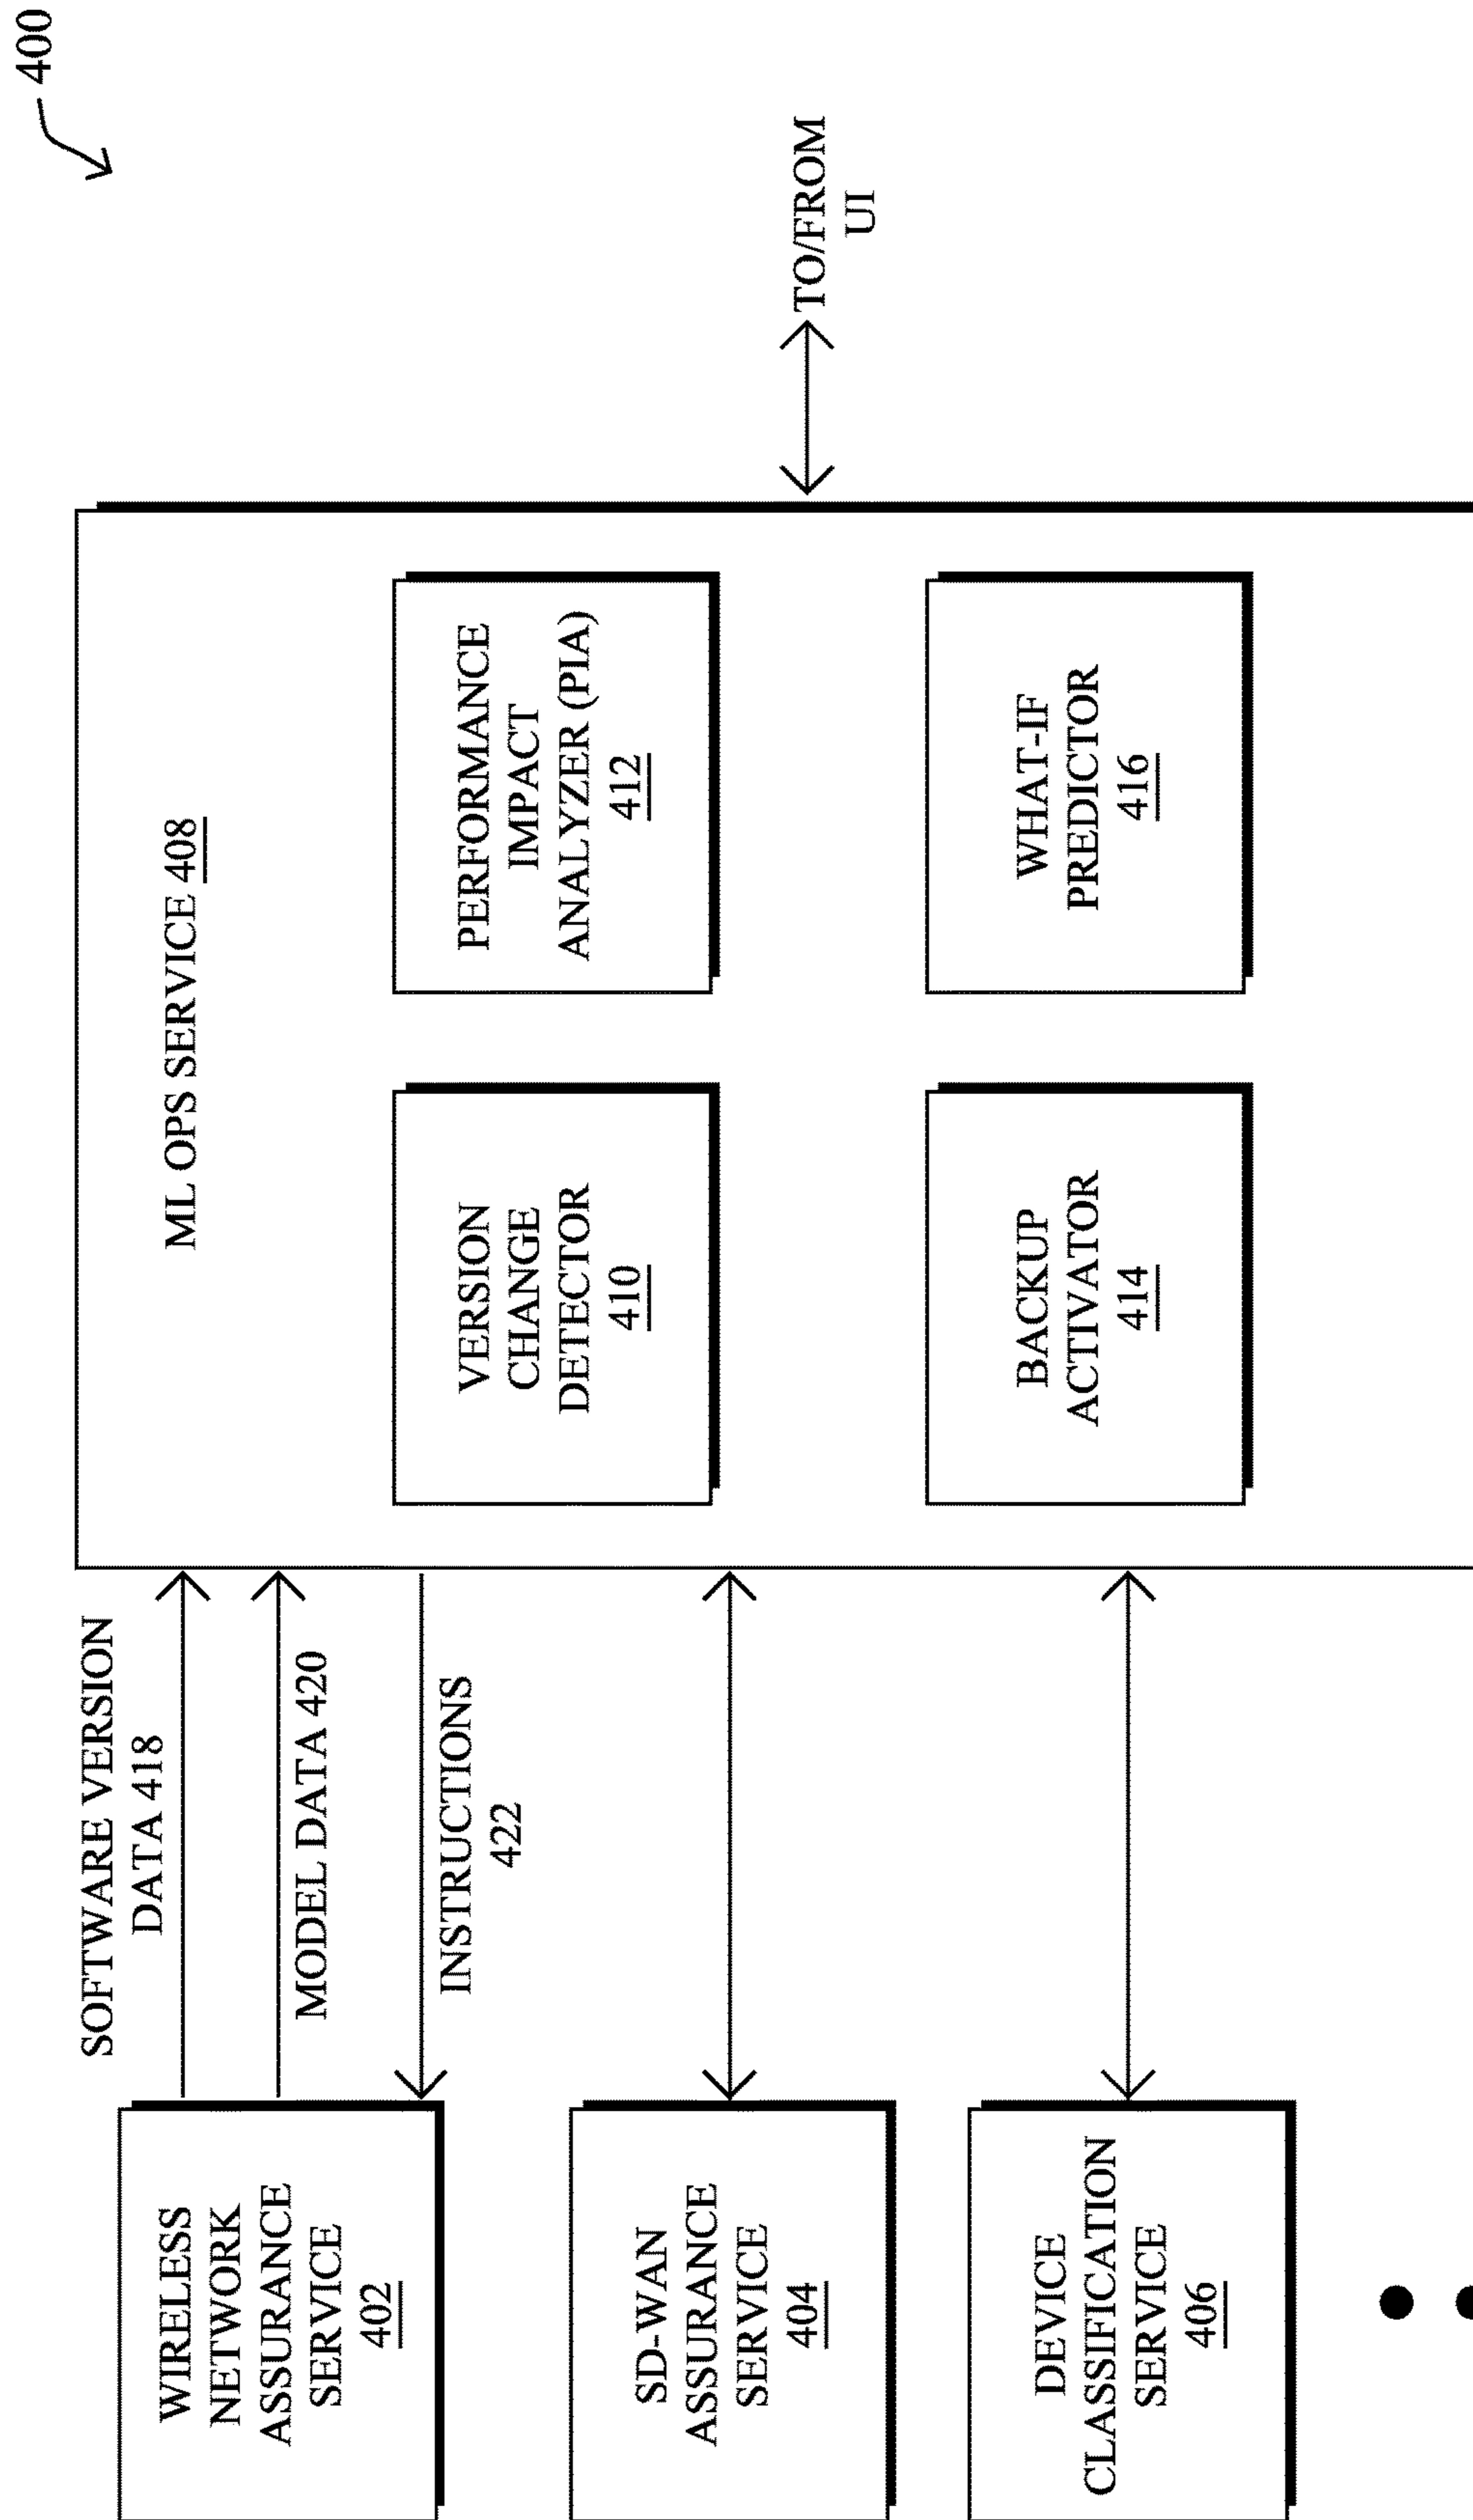 400
WIRELESS
NETWORK
ASSURANCE
SERVICE
402
SD-WAN
ASSURANCE
SERVICE
404
DEVICE
CLASSIFICATION
SERVICE
406
SOFTWARE VERSION
DATA 418
MODEL DATA 420
INSTRUCTIONS
422
ML OPS SERVICE 408
VERSION
CHANGE
DETECTOR
410
PERFORMANCE
IMPACT
ANALYZER (PIA)
412
BACKUP
ACTIVATOR
414
WHAT-IF
PREDICTOR
416
TO/FROM
UI